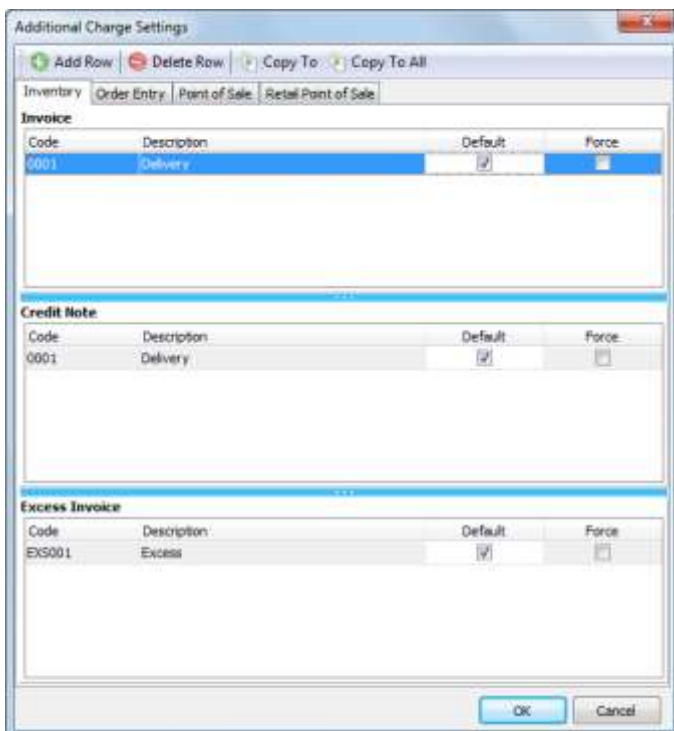 Additional Charge Settings
Add Row Delete Row Copy To Copy To All
Inventory Order Entry Point of Sale Retail Point of Sale
Invoice
Code Description Default Force
0001 Delivery
Credit Note
Code Description Default Force
0001 Delivery
Excess Invoice
Code Description Default Force
EXS001 Excess
OK Cancel